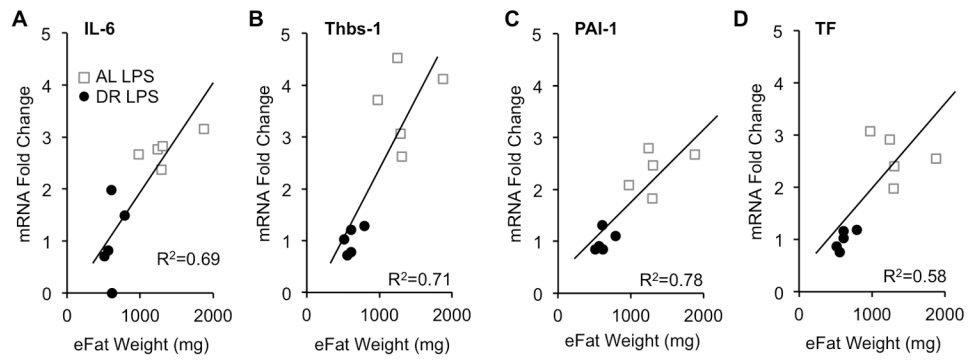 A IL-6
mRNA Fold Change
5
4
3
2
1
0
AL LPS
DR LPS
R²=0.69
0 1000 2000
eFat Weight (mg)
B Thbs-1
mRNA Fold Change
5
4
3
2
1
0
R²=0.71
0 1000 2000
eFat Weight (mg)
C PAI-1
mRNA Fold Change
5
4
3
2
1
0
R²=0.78
0 1000 2000
eFat Weight (mg)
D TF
mRNA Fold Change
5
4
3
2
1
0
R²=0.58
0 1000 2000
eFat Weight (mg)